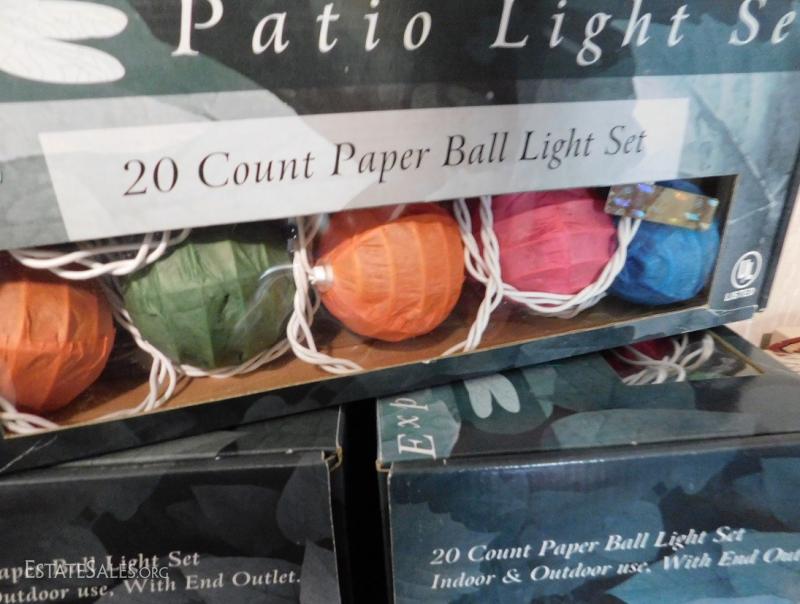 Patio Light Se
20 Count Paper Ball Light Set
UL
LISTED
Exp
aper Ball Light Set
outdoor use. With End Outlet.
20 Count Paper Ball Light Set
Indoor & Outdoor use. With End Out
EstateSales.org